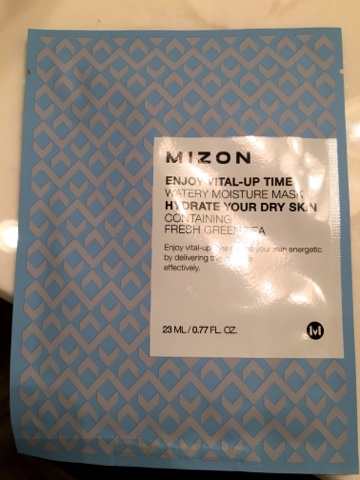 MIZON
ENJOY VITAL-UP TIME
WATERY MOISTURE MASK
HYDRATE YOUR DRY SKIN
CONTAINING
FRESH GREEN TEA
Enjoy vital-up your skin energetic
by delivering
effectively.
23 ML / 0.77 FL. OZ.
M